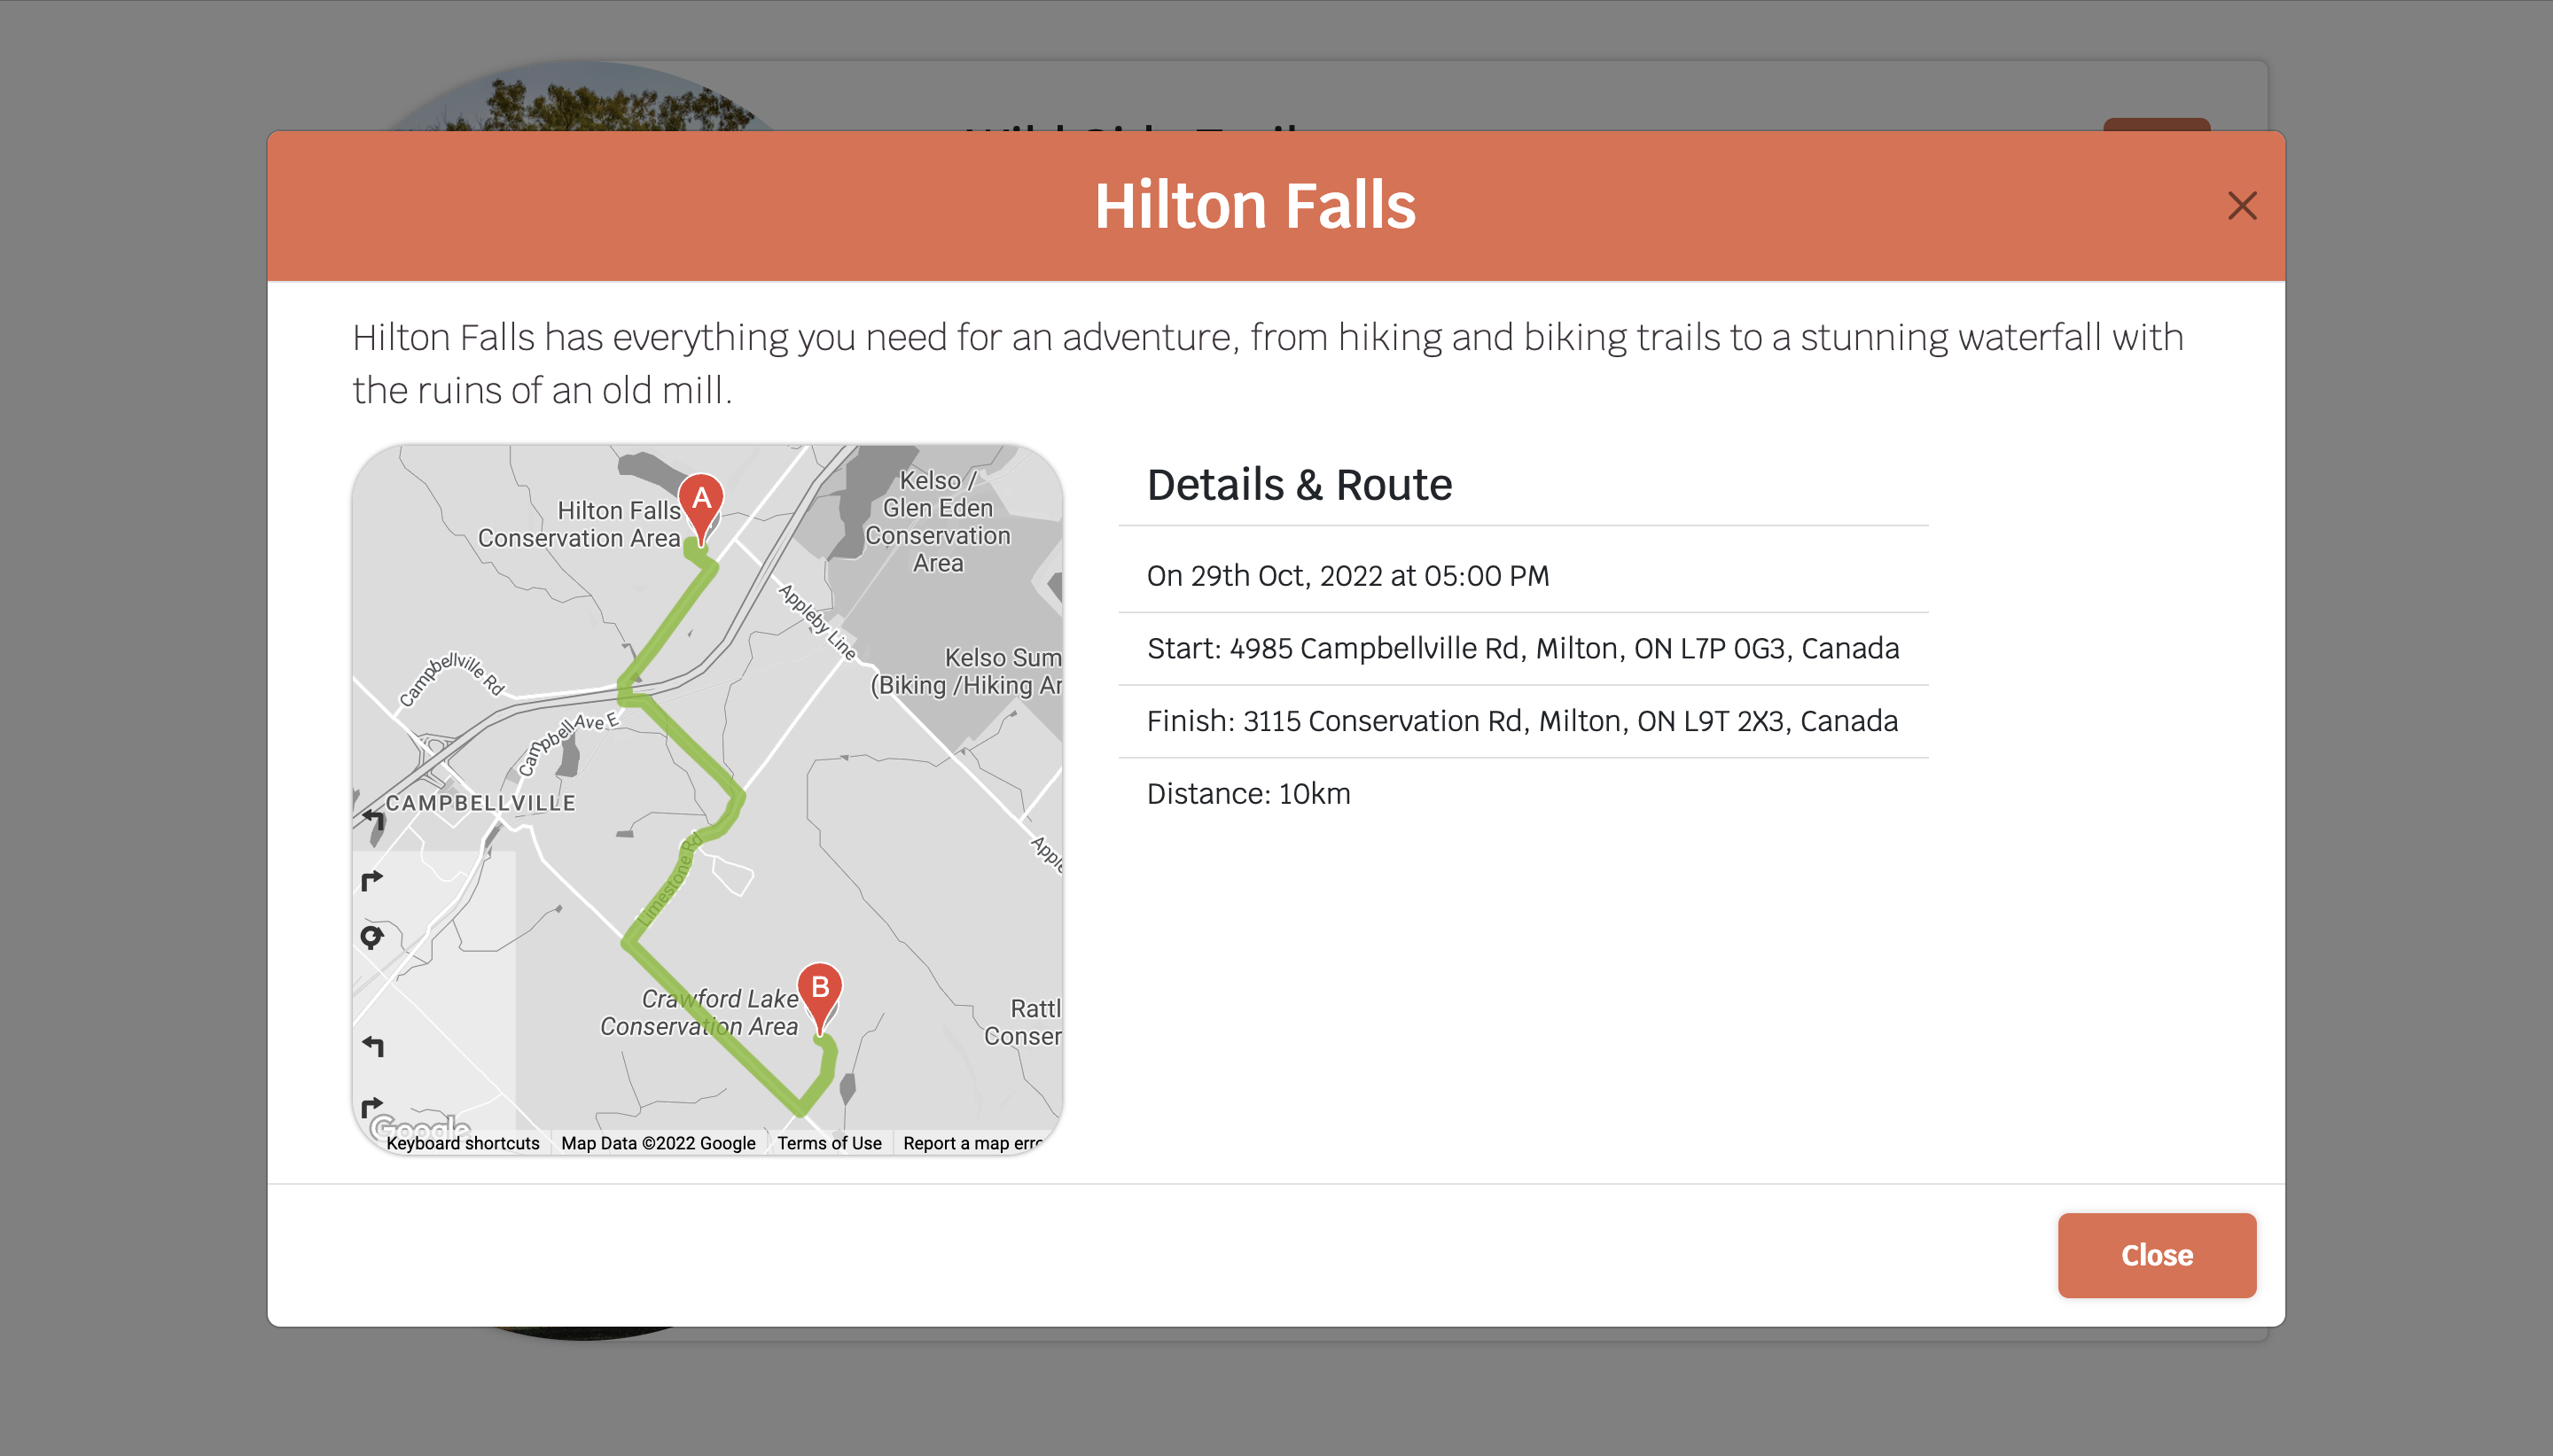 Wild Side Trail
Hilton Falls
Hilton Falls has everything you need for an adventure, from hiking and biking trails to a stunning waterfall with
the ruins of an old mill.
Hilton Falls
Conservation Area
A
Kelso /
Glen Eden
Conservation
Area
Appleby Line
Kelso Sum
(Biking /Hiking Ar
Campbellville Rd
Campbell Ave E
CAMPBELLVILLE
Apple
Limestone Rd
Crawford Lake
Conservation Area
B
Rattl
Conser
Google
Keyboard shortcuts
Map Data ©2022 Google
Terms of Use
Report a map erro
Details & Route
On 29th Oct, 2022 at 05:00 PM
Start: 4985 Campbellville Rd, Milton, ON L7P 0G3, Canada
Finish: 3115 Conservation Rd, Milton, ON L9T 2X3, Canada
Distance: 10km
Close